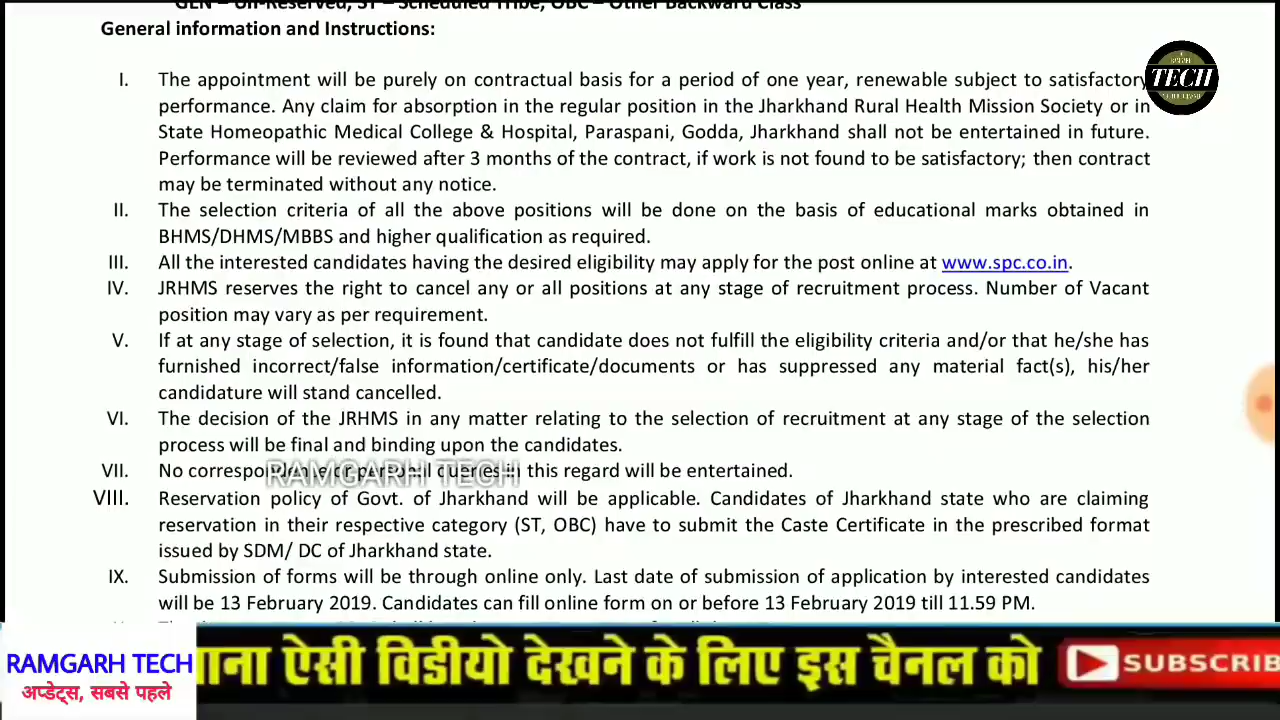 GEN – Un-Reserved, ST – Scheduled Tribe, OBC – Other Backward Class
General information and Instructions:
I. The appointment will be purely on contractual basis for a period of one year, renewable subject to satisfactory
performance. Any claim for absorption in the regular position in the Jharkhand Rural Health Mission Society or in
State Homeopathic Medical College & Hospital, Paraspani, Godda, Jharkhand shall not be entertained in future.
Performance will be reviewed after 3 months of the contract, if work is not found to be satisfactory; then contract
may be terminated without any notice.
II. The selection criteria of all the above positions will be done on the basis of educational marks obtained in
BHMS/DHMS/MBBS and higher qualification as required.
III. All the interested candidates having the desired eligibility may apply for the post online at www.spc.co.in.
IV. JRHMS reserves the right to cancel any or all positions at any stage of recruitment process. Number of Vacant
position may vary as per requirement.
V. If at any stage of selection, it is found that candidate does not fulfill the eligibility criteria and/or that he/she has
furnished incorrect/false information/certificate/documents or has suppressed any material fact(s), his/her
candidature will stand cancelled.
VI. The decision of the JRHMS in any matter relating to the selection of recruitment at any stage of the selection
process will be final and binding upon the candidates.
VII. No correspondence or personal queries in this regard will be entertained.
RAMGARH TECH
VIII. Reservation policy of Govt. of Jharkhand will be applicable. Candidates of Jharkhand state who are claiming
reservation in their respective category (ST, OBC) have to submit the Caste Certificate in the prescribed format
issued by SDM/ DC of Jharkhand state.
IX. Submission of forms will be through online only. Last date of submission of application by interested candidates
will be 13 February 2019. Candidates can fill online form on or before 13 February 2019 till 11.59 PM.
TECH
RAMGARH TECH
अप्डेट्स, सबसे पहले
ाना ऐसी विडीयो देखने के लिए इस चैनल को
SUBSCRIB